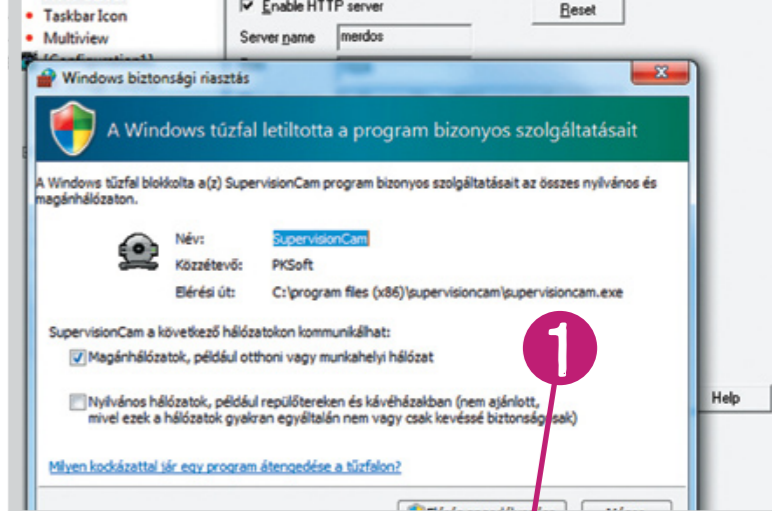 Taskbar Icon
Multiview
Enable HTTP server
Server name merdos
Reset
Windows biztonsági riasztás
A Windows tűzfal letiltotta a program bizonyos szolgáltatásait
A Windows tűzfal blokkolta a(z) SupervisionCam program bizonyos szolgáltatásait az összes nyilvános és
magánhálózaton.
Név: SupervisionCam
Közzétevő: PKSoft
Elérési út: C:\program files (x86)\supervisioncam\supervisioncam.exe
SupervisionCam a következő hálózatokon kommunikálhat:
Magánhálózatok, például otthoni vagy munkahelyi hálózat
1
Nyilvános hálózatok, például repülőtereken és kávéházakban (nem ajánlott,
mivel ezek a hálózatok gyakran egyáltalán nem vagy csak kevéssé biztonságosak)
Help
Milyen kockázattal jár egy program átengedése a tűzfalon?